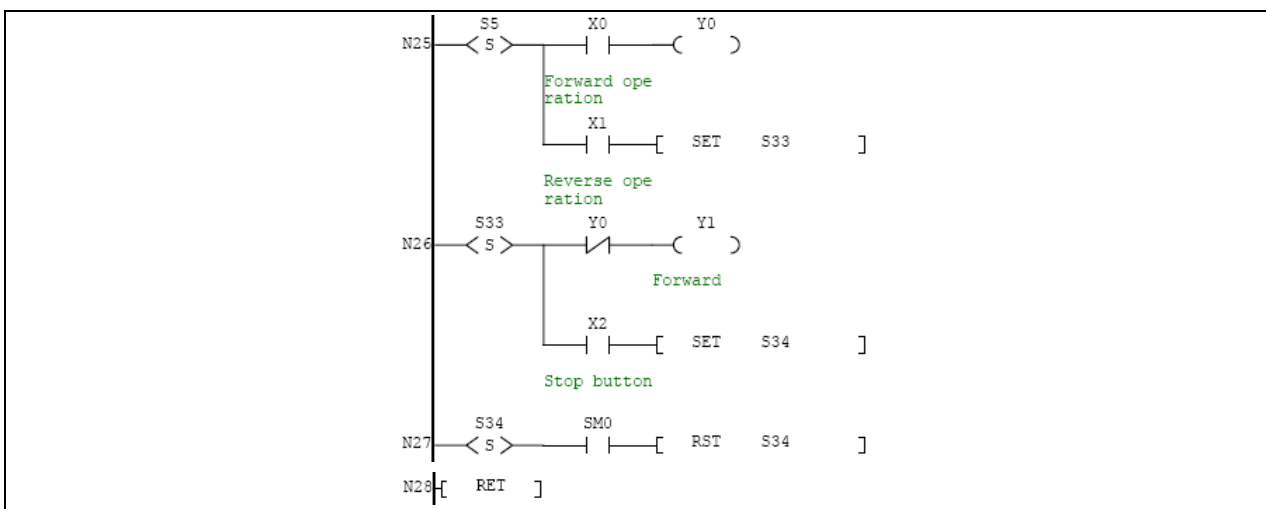 S5 X0 Y0
N25 S
Forward ope
ration
X1
SET S33
Reverse ope
ration
S33 Y0 Y1
N26 S
Forward
X2
SET S34
Stop button
S34 SM0
N27 S RST S34
N28 RET